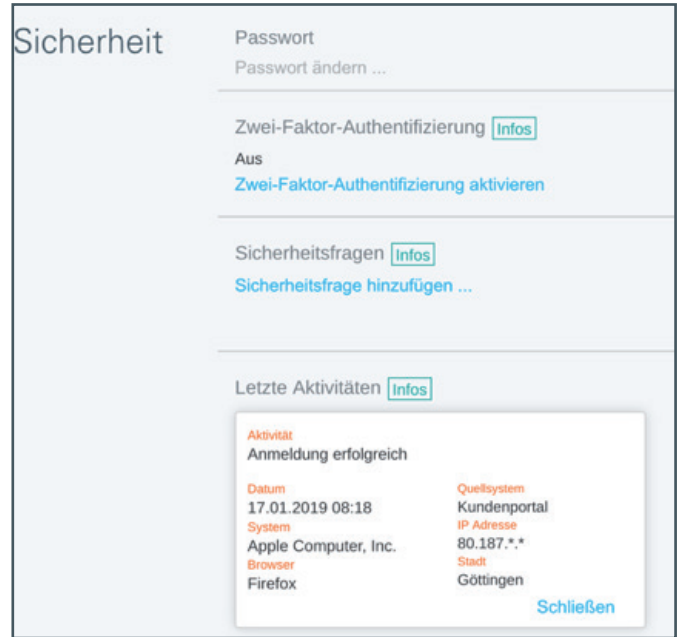 Sicherheit
Passwort
Passwort ändern ...
Zwei-Faktor-Authentifizierung Infos
Aus
Zwei-Faktor-Authentifizierung aktivieren
Sicherheitsfragen Infos
Sicherheitsfrage hinzufügen ...
Letzte Aktivitäten Infos
Aktivität
Anmeldung erfolgreich
Datum
17.01.2019 08:18
System
Apple Computer, Inc.
Browser
Firefox
Quellsystem
Kundenportal
IP Adresse
80.187.*.*
Stadt
Göttingen
Schließen